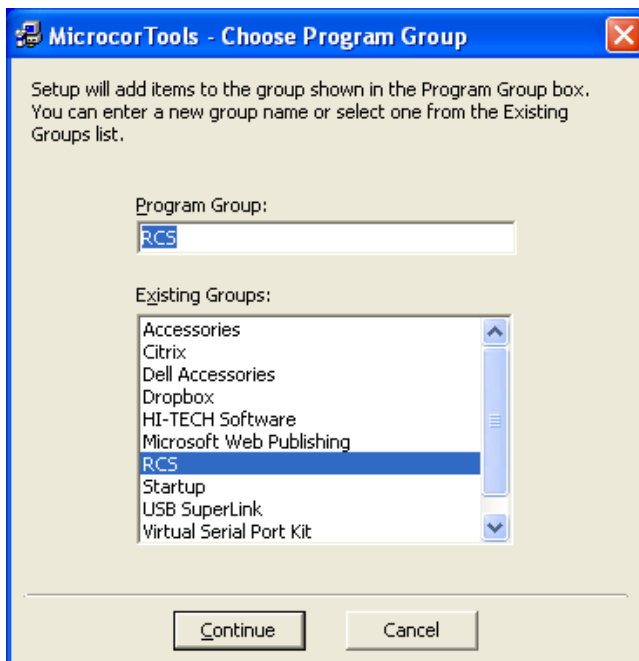 MicrocorTools - Choose Program Group
Setup will add items to the group shown in the Program Group box.
You can enter a new group name or select one from the Existing
Groups list.
Program Group:
RCS
Existing Groups:
Accessories
Citrix
Dell Accessories
Dropbox
HI-TECH Software
Microsoft Web Publishing
RCS
Startup
USB SuperLink
Virtual Serial Port Kit
Continue
Cancel